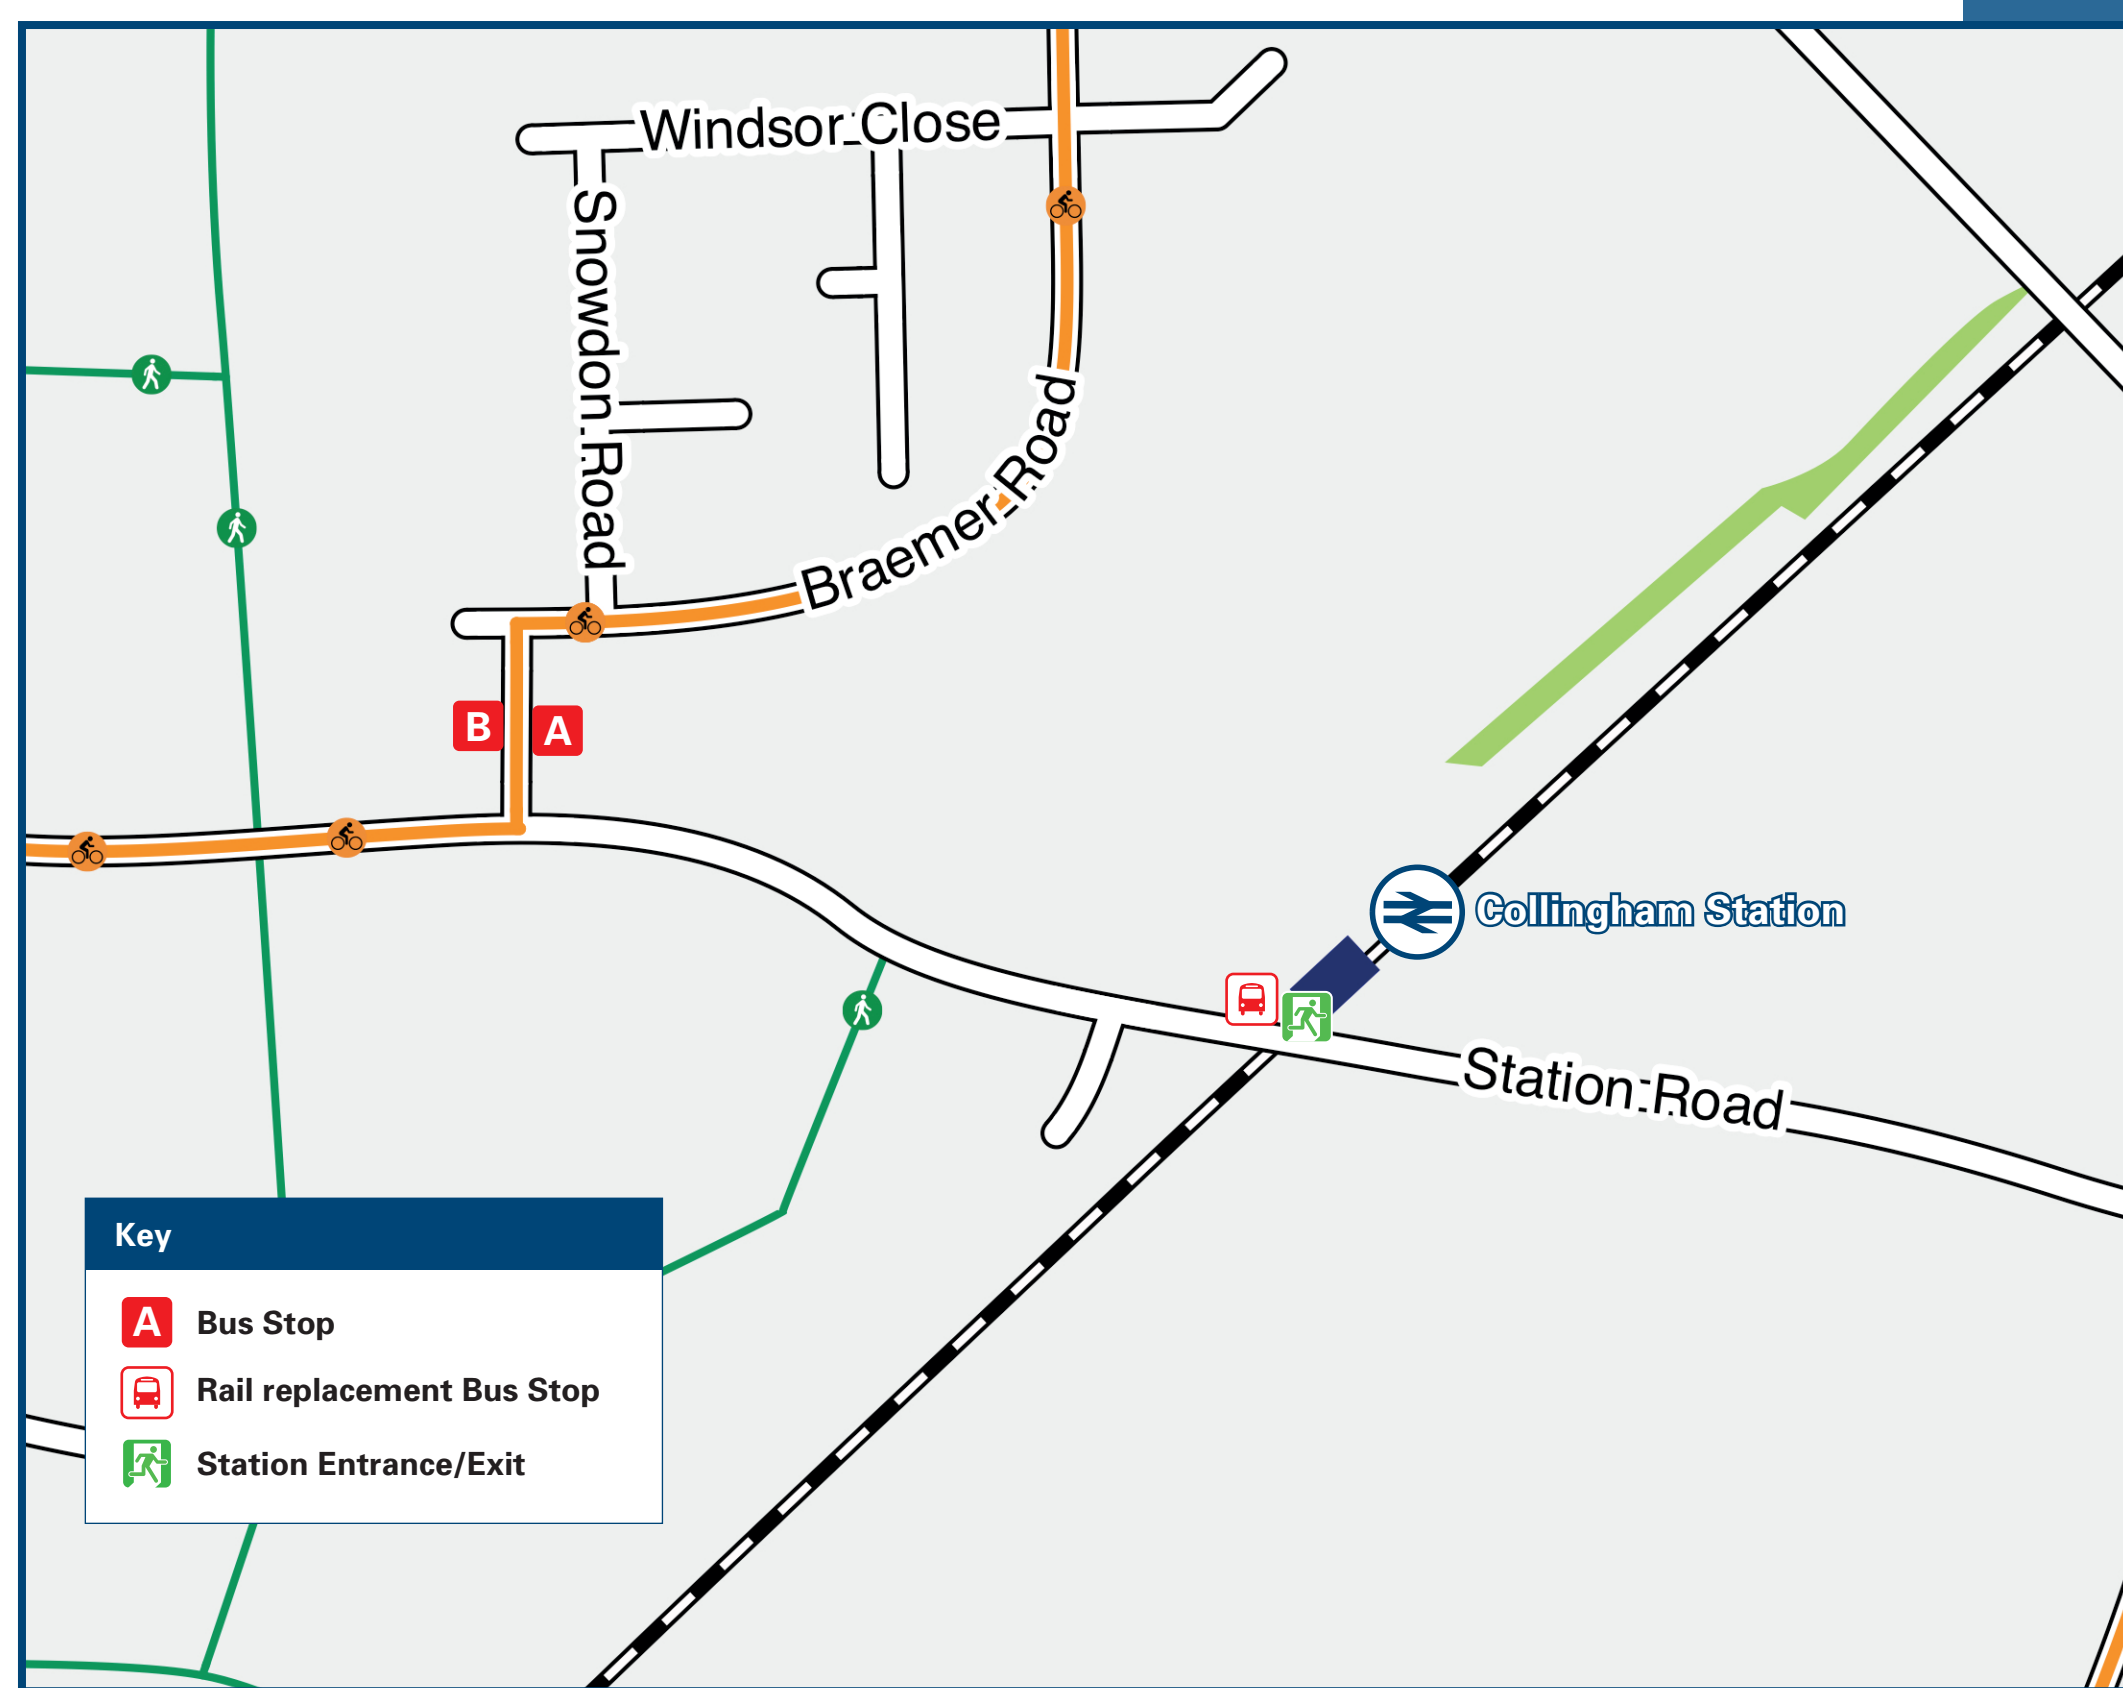 Windsor Close
Snowdon Road
Braemer Road
B
A
Collingham Station
Station Road
Key
A Bus Stop
Rail replacement Bus Stop
Station Entrance/Exit